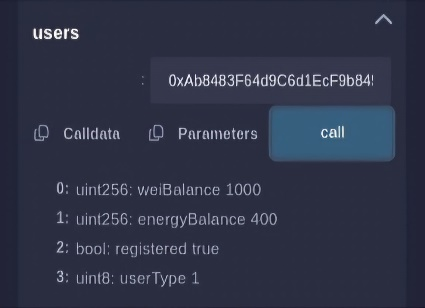 users
: 0xAb8483F64d9C6d1EcF9b84
Calldata Parameters call
0: uint256: weiBalance 1000
1: uint256: energyBalance 400
2: bool: registered true
3: uint8: userType 1